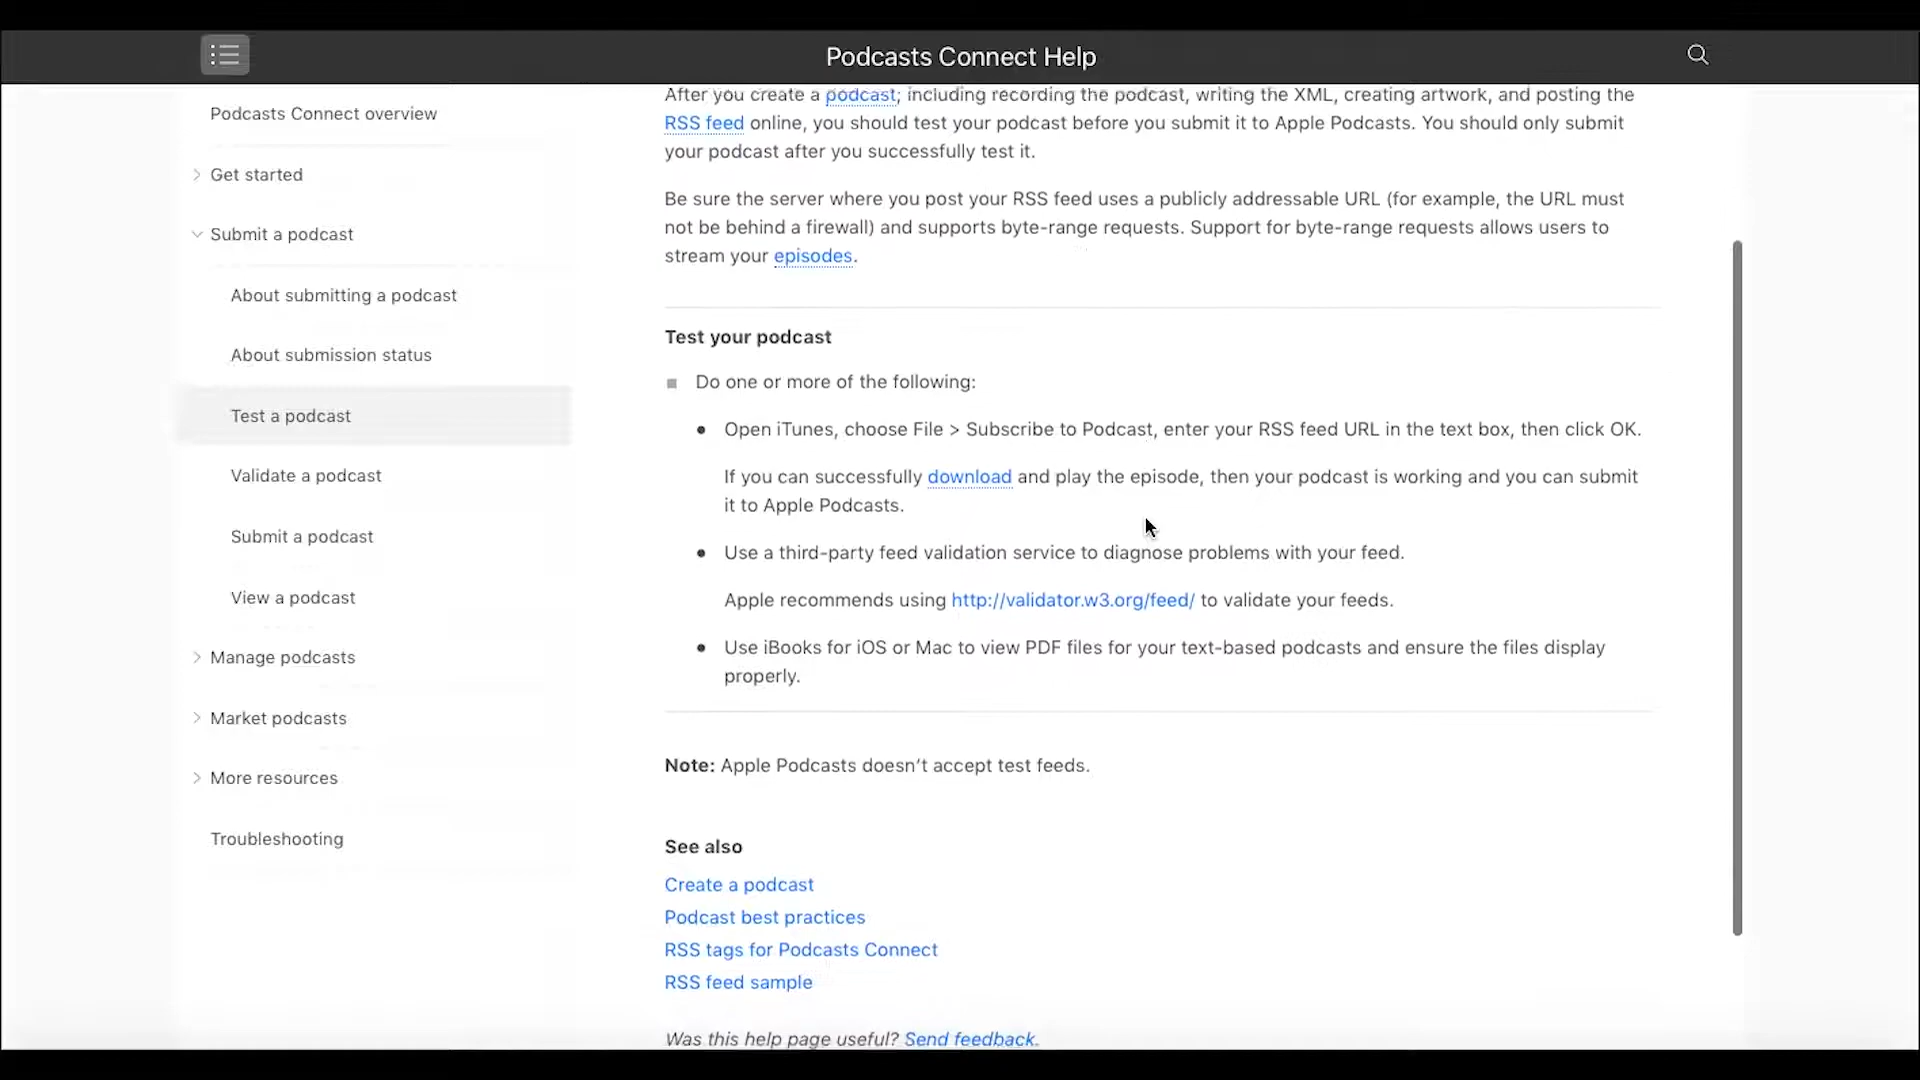 Podcasts Connect Help
Podcasts Connect overview
Get started
Submit a podcast
About submitting a podcast
About submission status
Test a podcast
Validate a podcast
Submit a podcast
View a podcast
Manage podcasts
Market podcasts
More resources
Troubleshooting
After you create a podcast; including recording the podcast, writing the XML, creating artwork, and posting the
RSS feed online, you should test your podcast before you submit it to Apple Podcasts. You should only submit
your podcast after you successfully test it.
Be sure the server where you post your RSS feed uses a publicly addressable URL (for example, the URL must
not be behind a firewall) and supports byte-range requests. Support for byte-range requests allows users to
stream your episodes.
Test your podcast
Do one or more of the following:
Open iTunes, choose File > Subscribe to Podcast, enter your RSS feed URL in the text box, then click OK.
If you can successfully download and play the episode, then your podcast is working and you can submit
it to Apple Podcasts.
Use a third-party feed validation service to diagnose problems with your feed.
Apple recommends using http://validator.w3.org/feed/ to validate your feeds.
Use iBooks for iOS or Mac to view PDF files for your text-based podcasts and ensure the files display
properly.
Note: Apple Podcasts doesn't accept test feeds.
See also
Create a podcast
Podcast best practices
RSS tags for Podcasts Connect
RSS feed sample
Was this help page useful? Send feedback.